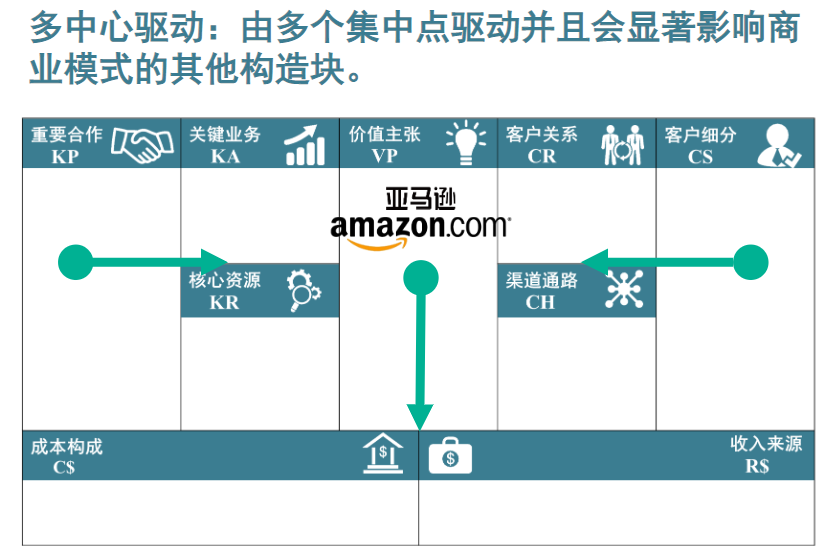 多中心驱动：由多个集中点驱动并且会显著影响商
业模式的其他构造块。
重要合作
KP
关键业务
KA
价值主张
VP
客户关系
CR
客户细分
CS
亚马逊
amazon.com
核心资源
KR
渠道通路
CH
成本构成
C$
$
$
收入来源
R$